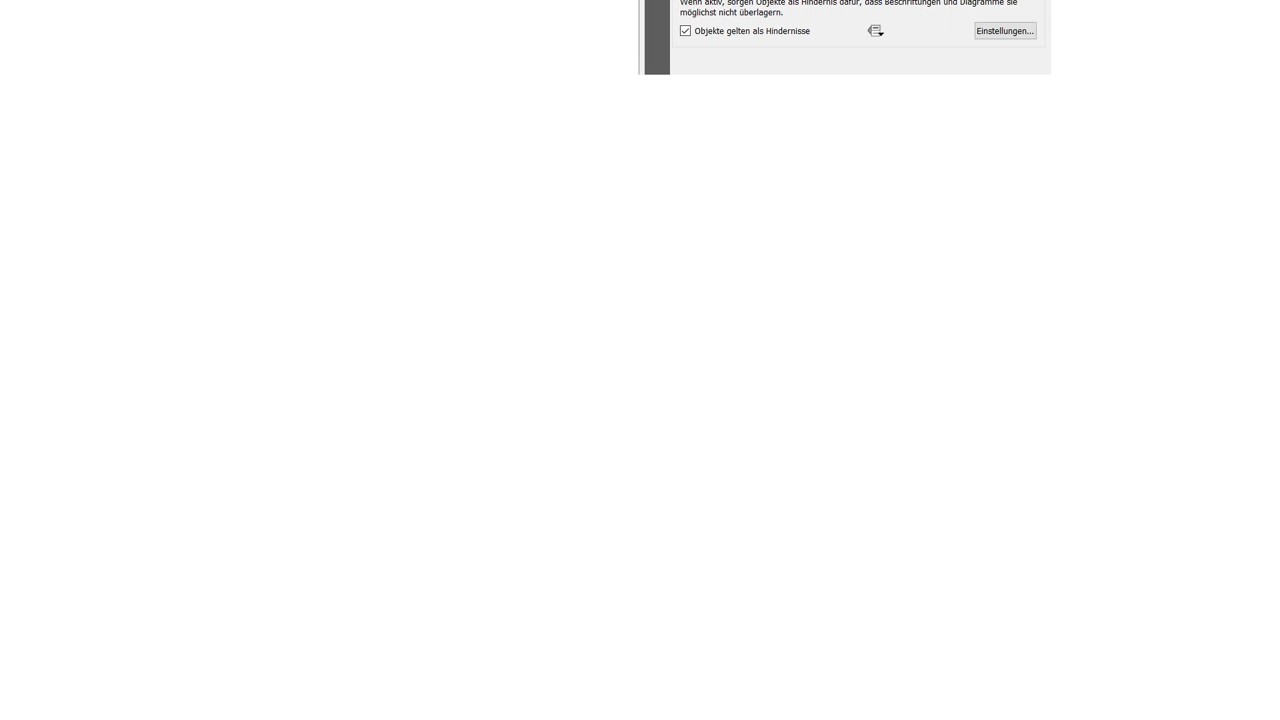 Wenn aktiv, sorgen Objekte als Hindernis dafür, dass Beschriftungen und Diagramme sie
möglichst nicht überlagern.
Objekte gelten als Hindernisse
Einstellungen...